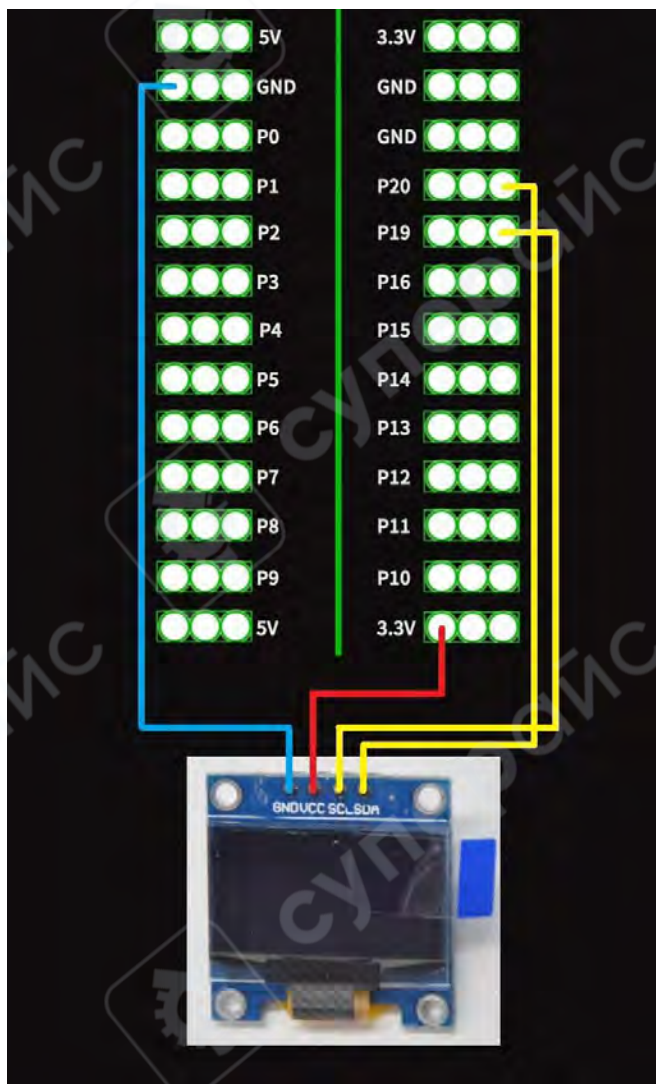 5V 3.3V
GND GND
P0 GND
P1 P20
P2 P19
P3 P16
P4 P15
P5 P14
P6 P13
P7 P12
P8 P11
P9 P10
5V 3.3V
GND VCC SCL SDA
супорайс